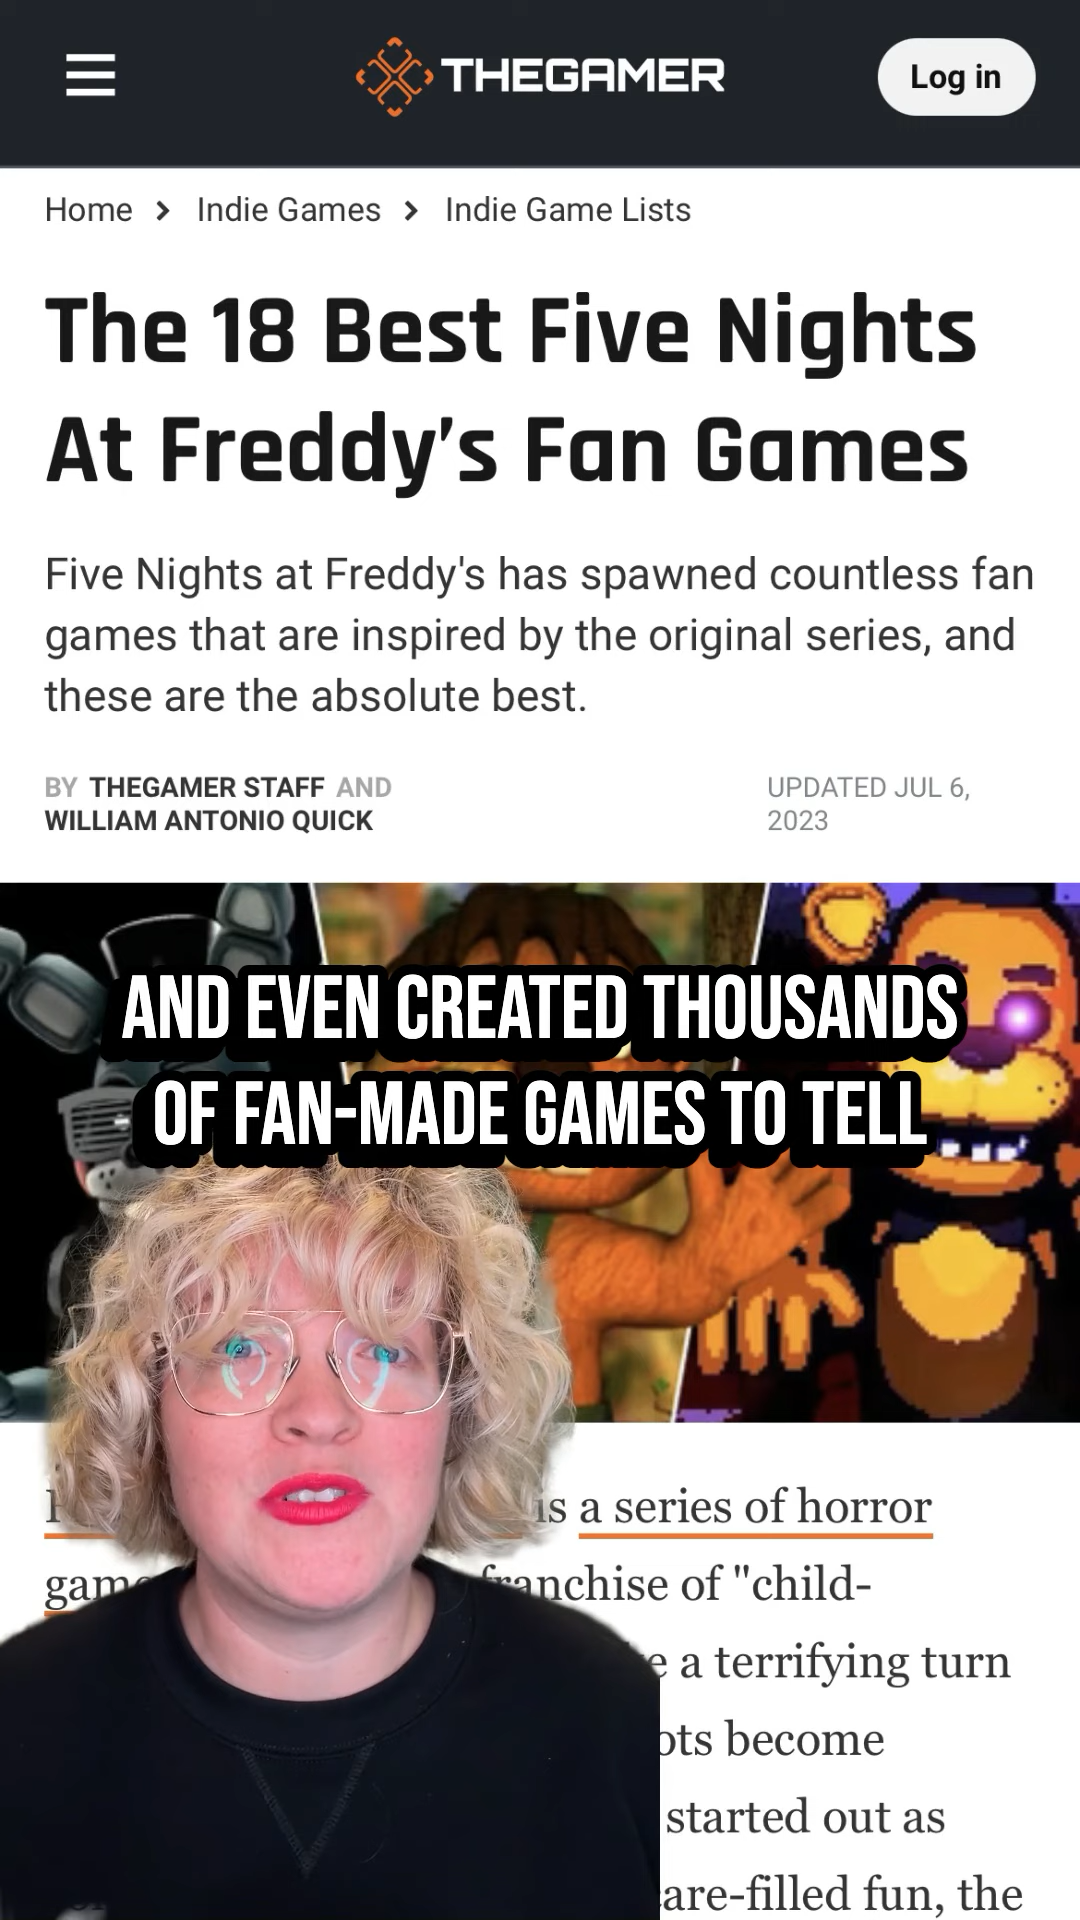 THEGAMER
Log in
Home > Indie Games > Indie Game Lists
The 18 Best Five Nights
At Freddy's Fan Games
Five Nights at Freddy's has spawned countless fan
games that are inspired by the original series, and
these are the absolute best.
BY THEGAMER STAFF AND
WILLIAM ANTONIO QUICK
UPDATED JUL 6,
2023
AND EVEN CREATED THOUSANDS
OF FAN-MADE GAMES TO TELL
is a series of horror
franchise of "child-
a terrifying turn
become
started out as
fun, the